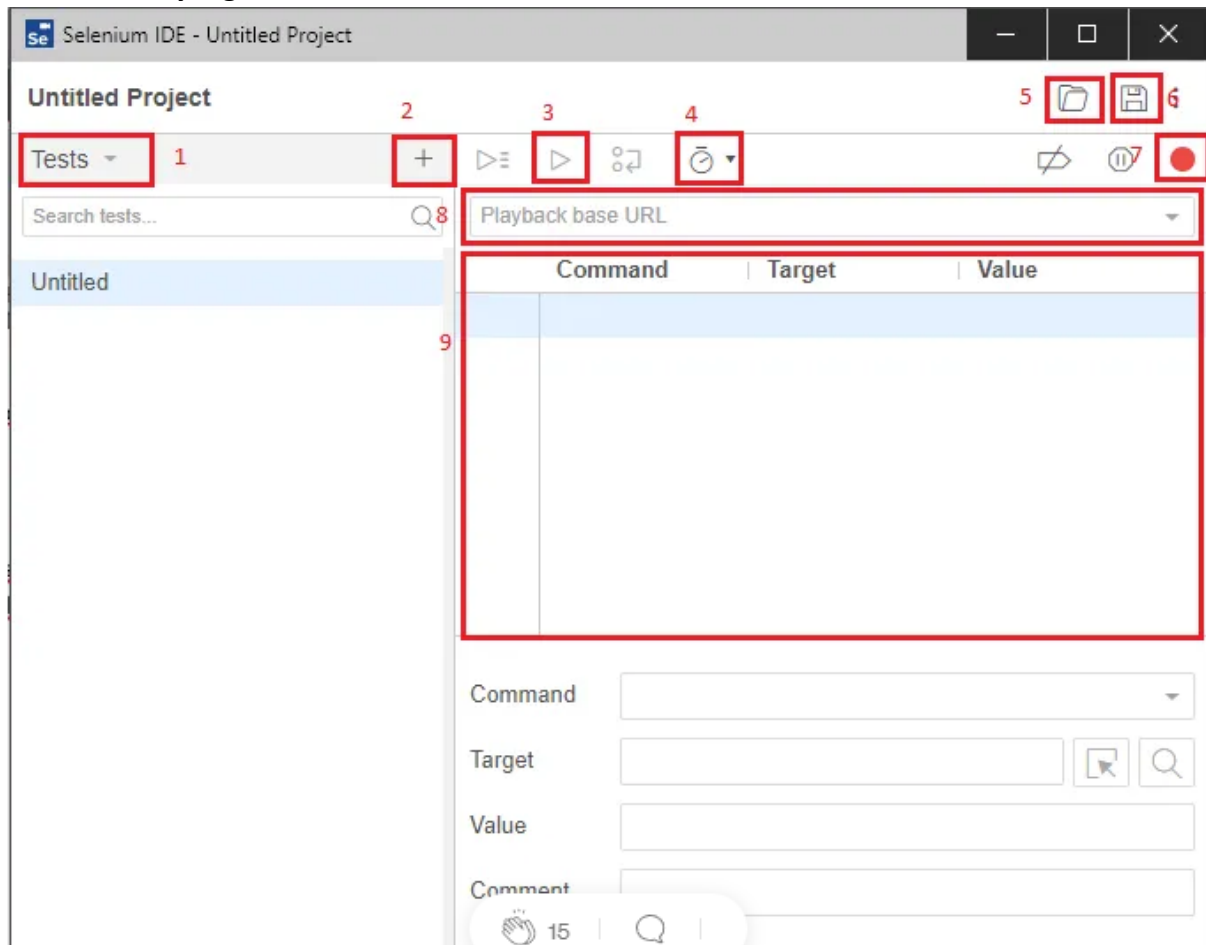 Se Selenium IDE - Untitled Project
Untitled Project
5
6
2
3
4
Tests
1
7
Search tests...
8
Playback base URL
Command Target Value
Untitled
9
Command
Target
Value
Comment
15